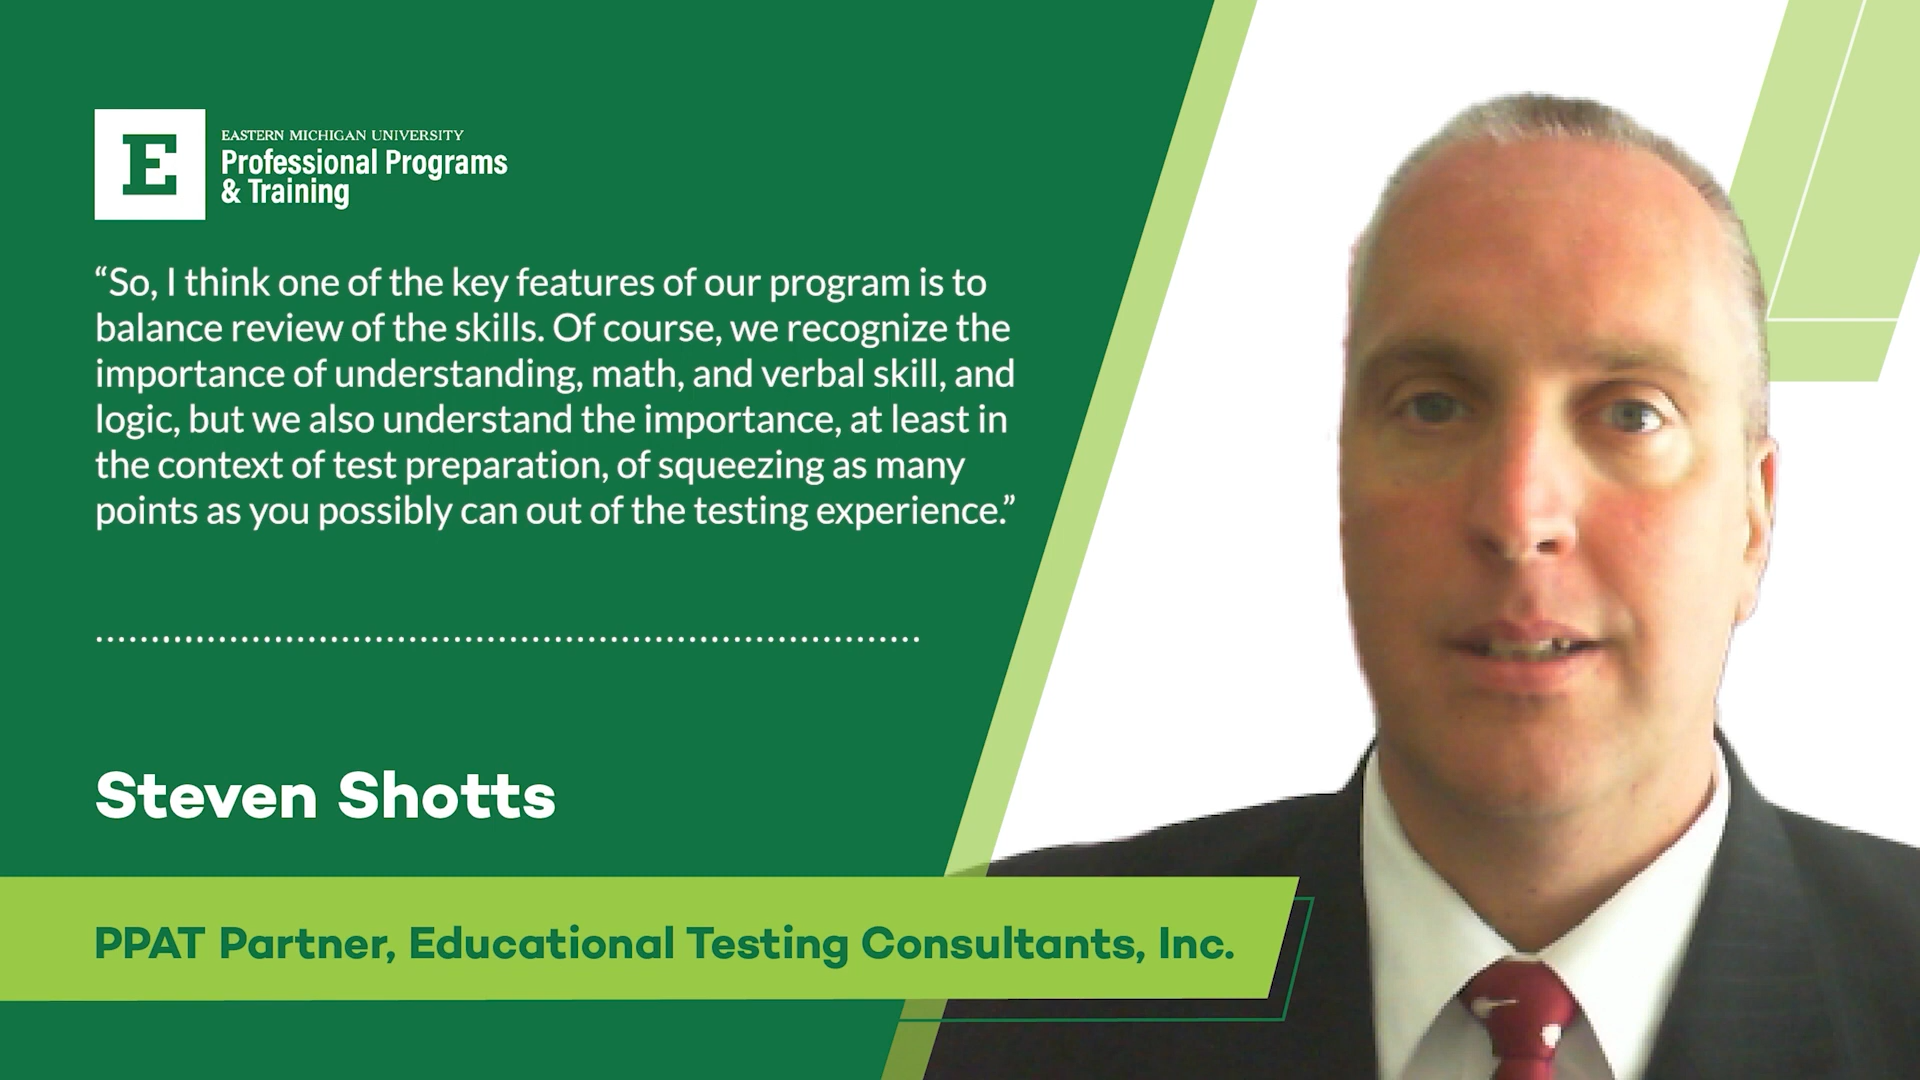 E
EASTERN MICHIGAN UNIVERSITY
Professional Programs
& Training
“So, I think one of the key features of our program is to
balance review of the skills. Of course, we recognize the
importance of understanding, math, and verbal skill, and
logic, but we also understand the importance, at least in
the context of test preparation, of squeezing as many
points as you possibly can out of the testing experience.”
Steven Shotts
PPAT Partner, Educational Testing Consultants, Inc.